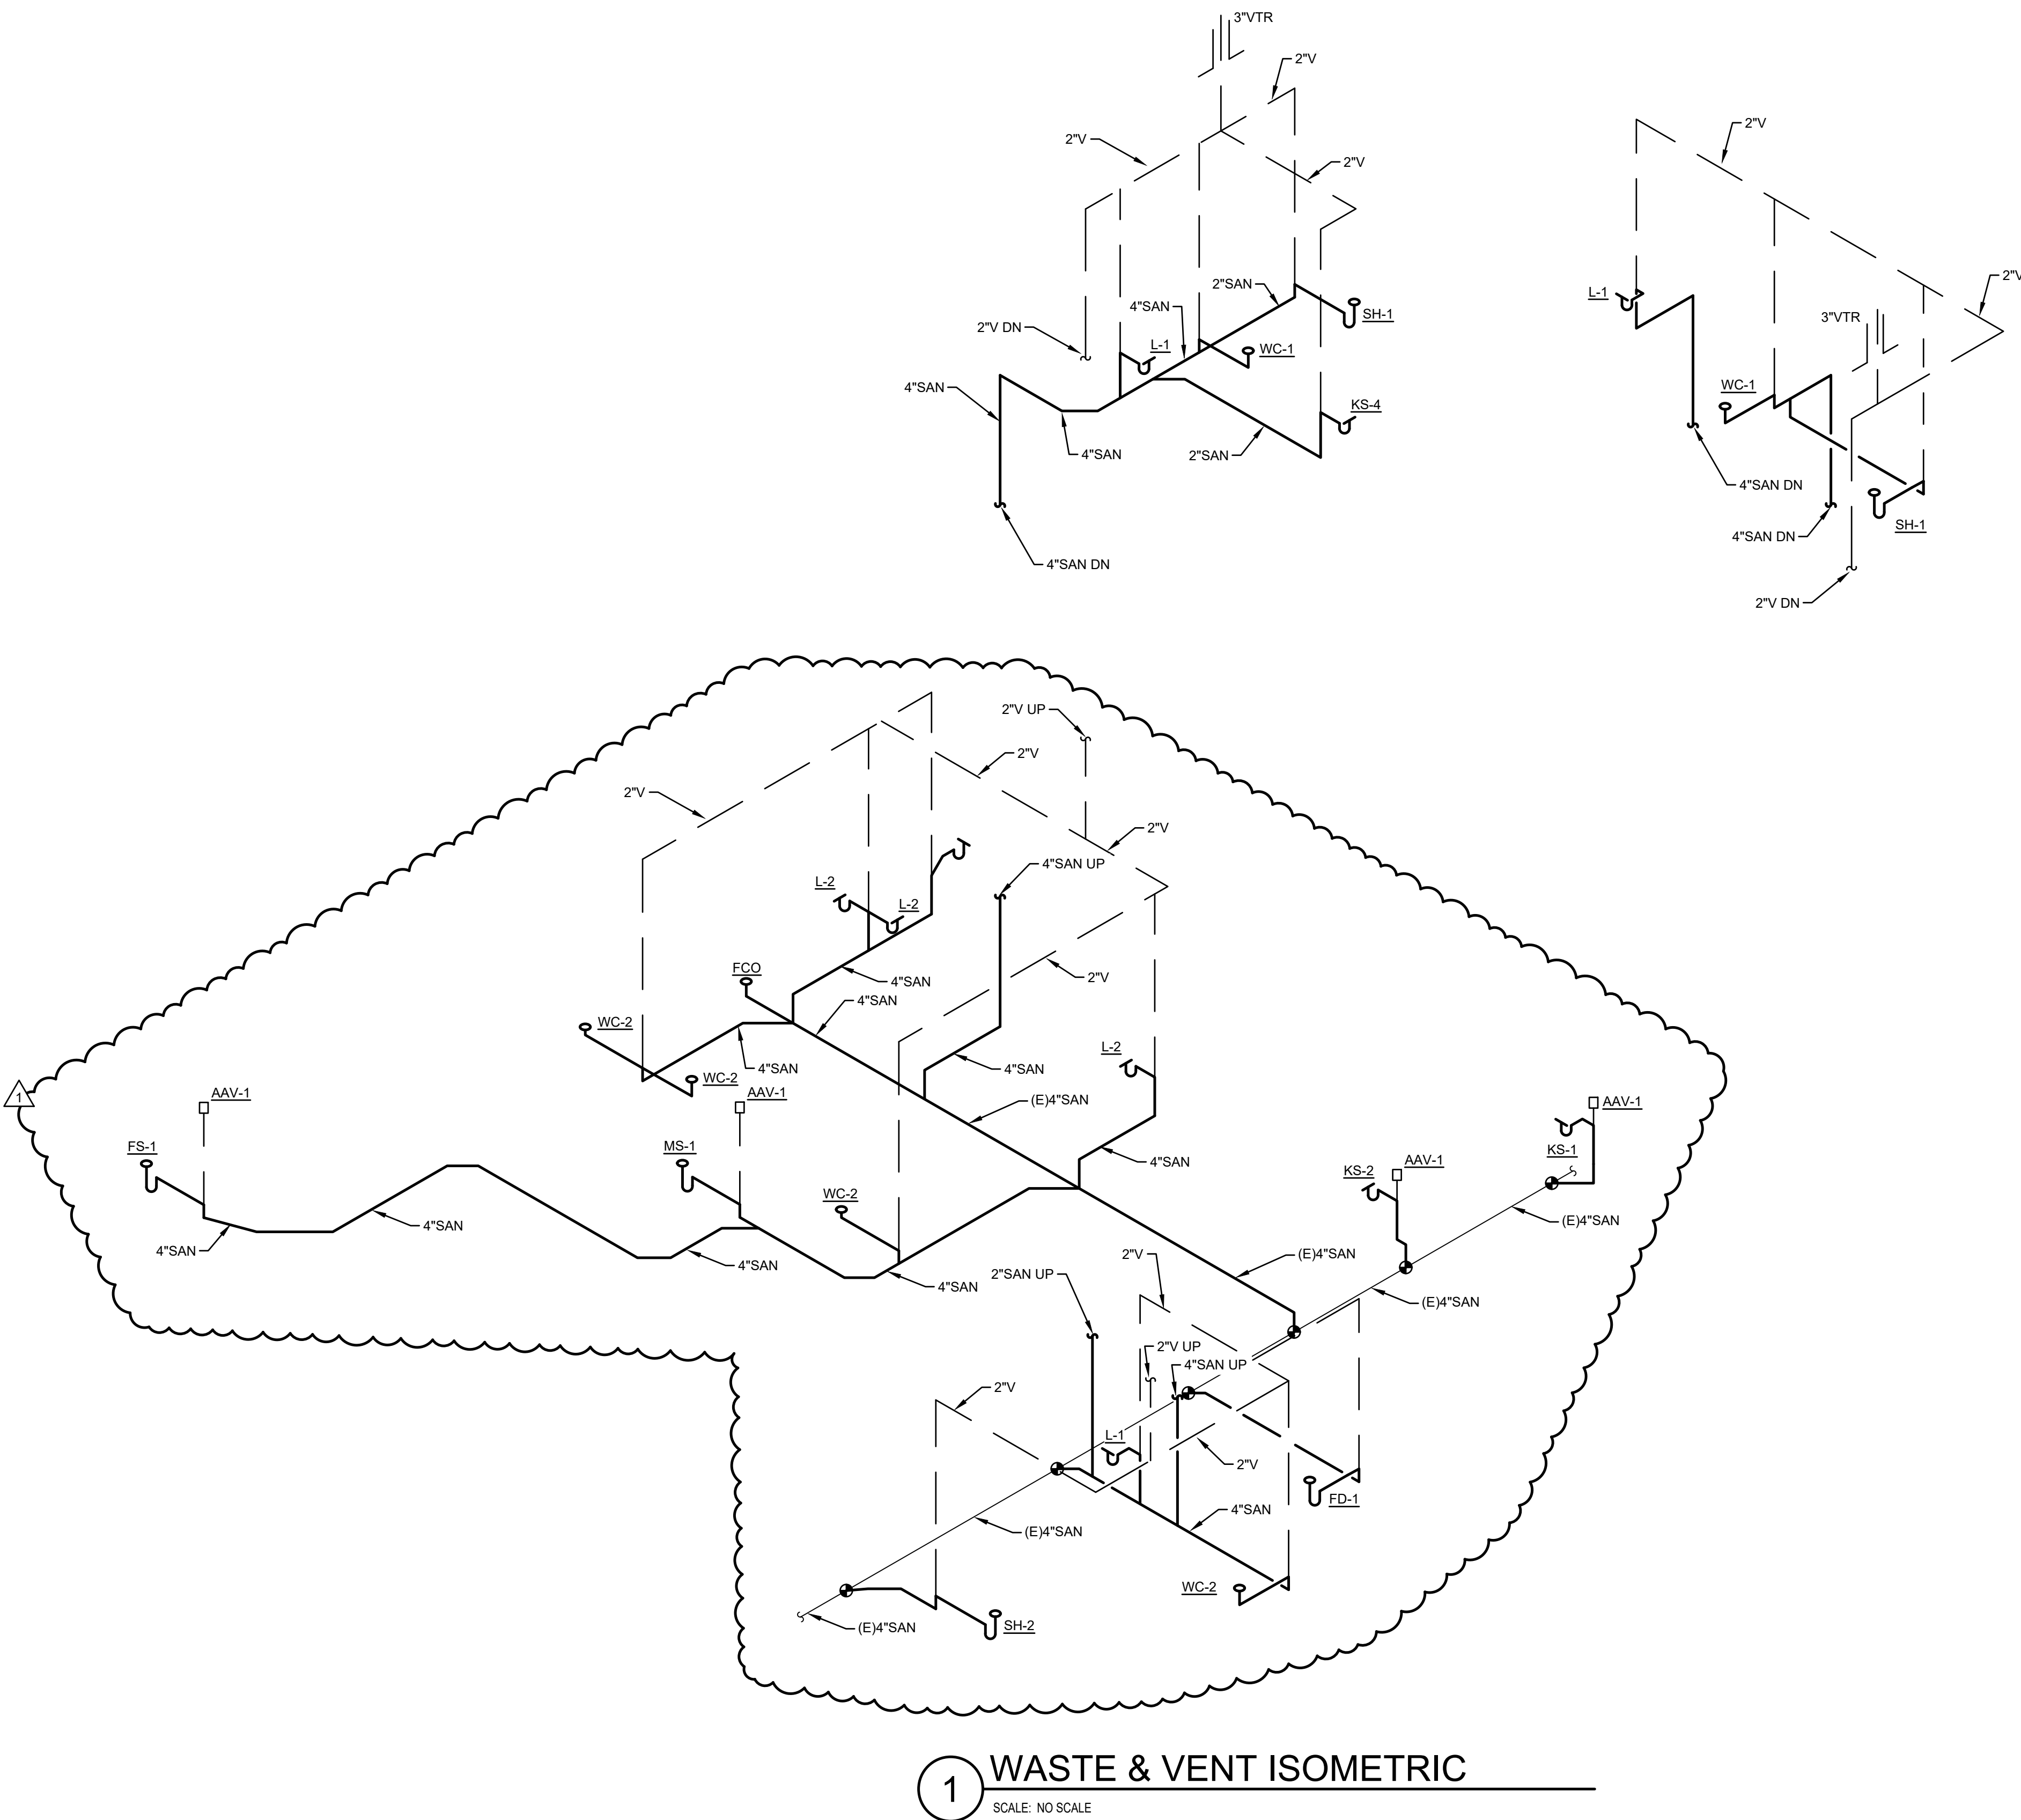 3"VTR
2"V
2"V
2"V
2"V
2"V
2"SAN
4"SAN
SH-1
L-1
3"VTR
2"V DN
L-1
WC-1
4"SAN
WC-1
KS-4
4"SAN
2"SAN
4"SAN DN
SH-1
4"SAN DN
4"SAN DN
2"V DN
2"V UP
2"V
2"V
2"V
4"SAN UP
L-2
L-2
FCO
4"SAN
2"V
4"SAN
WC-2
L-2
4"SAN
4"SAN
WC-2
1
AAV-1
AAV-1
(E)4"SAN
AAV-1
FS-1
MS-1
KS-1
4"SAN
KS-2
AAV-1
WC-2
4"SAN
(E)4"SAN
4"SAN
2"V
(E)4"SAN
4"SAN
2"SAN UP
4"SAN
(E)4"SAN
2"V UP
4"SAN UP
2"V
L-1
2"V
FD-1
4"SAN
(E)4"SAN
WC-2
(E)4"SAN
SH-2
1
WASTE & VENT ISOMETRIC
SCALE: NO SCALE